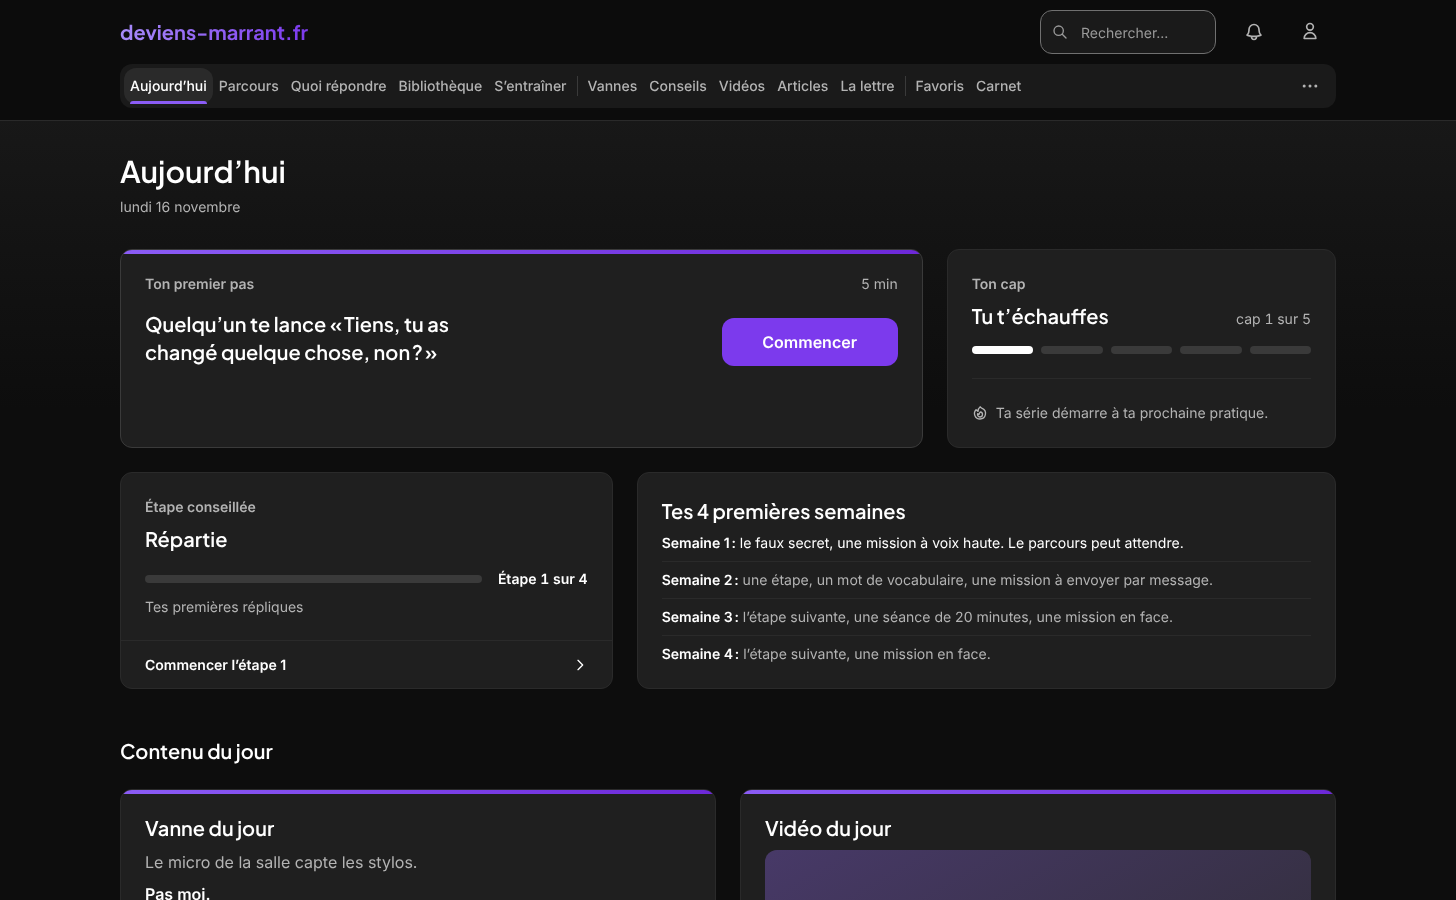 deviens-marrant.fr
Rechercher...
Aujourd’hui Parcours Quoi répondre Bibliothèque S’entraîner Vannes Conseils Vidéos Articles La lettre Favoris Carnet
Aujourd’hui
lundi 16 novembre
Ton premier pas
5 min
Quelqu’un te lance « Tiens, tu as
changé quelque chose, non ? »
Commencer
Ton cap
Tu t’échauffes
cap 1 sur 5
Ta série démarre à ta prochaine pratique.
Étape conseillée
Répartie
Étape 1 sur 4
Tes premières répliques
Commencer l’étape 1
Tes 4 premières semaines
Semaine 1 : le faux secret, une mission à voix haute. Le parcours peut attendre.
Semaine 2 : une étape, un mot de vocabulaire, une mission à envoyer par message.
Semaine 3 : l’étape suivante, une séance de 20 minutes, une mission en face.
Semaine 4 : l’étape suivante, une mission en face.
Contenu du jour
Vanne du jour
Le micro de la salle capte les stylos.
Pas moi.
Vidéo du jour